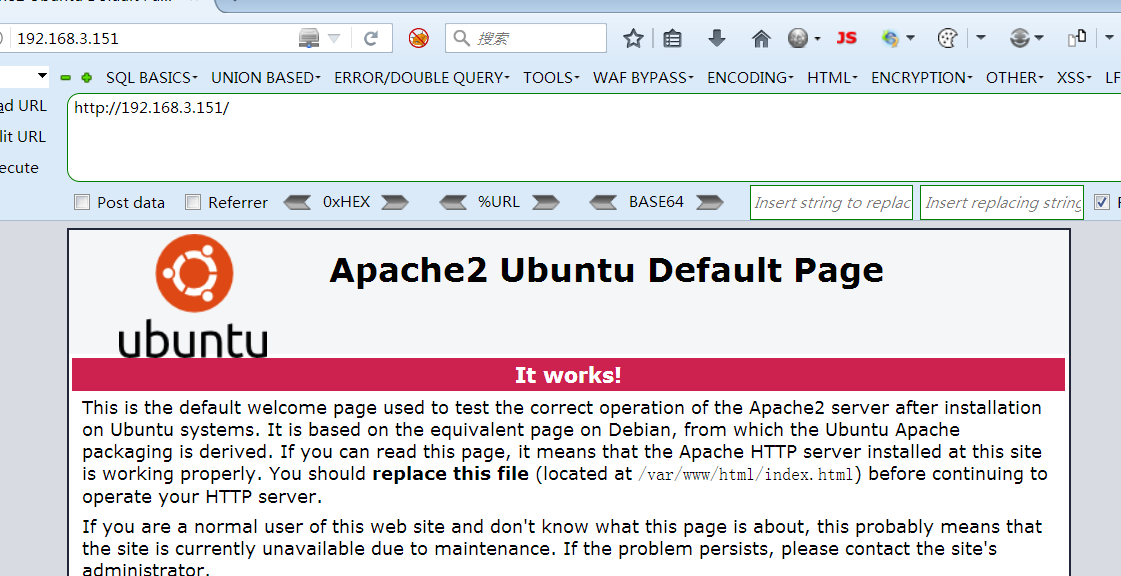 192.168.3.151
搜索
JS
SQL BASICS UNION BASED ERROR/DOUBLE QUERY TOOLS WAF BYPASS ENCODING HTML ENCRYPTION OTHER XSS LF
ad URL
http://192.168.3.151/
lit URL
ecute
Post data Referrer 0xHEX %URL BASE64 Insert string to replac Insert replacing string
Apache2 Ubuntu Default Page
ubuntu
It works!
This is the default welcome page used to test the correct operation of the Apache2 server after installation
on Ubuntu systems. It is based on the equivalent page on Debian, from which the Ubuntu Apache
packaging is derived. If you can read this page, it means that the Apache HTTP server installed at this site
is working properly. You should replace this file (located at /var/www/html/index.html) before continuing to
operate your HTTP server.
If you are a normal user of this web site and don't know what this page is about, this probably means that
the site is currently unavailable due to maintenance. If the problem persists, please contact the site's
administrator.